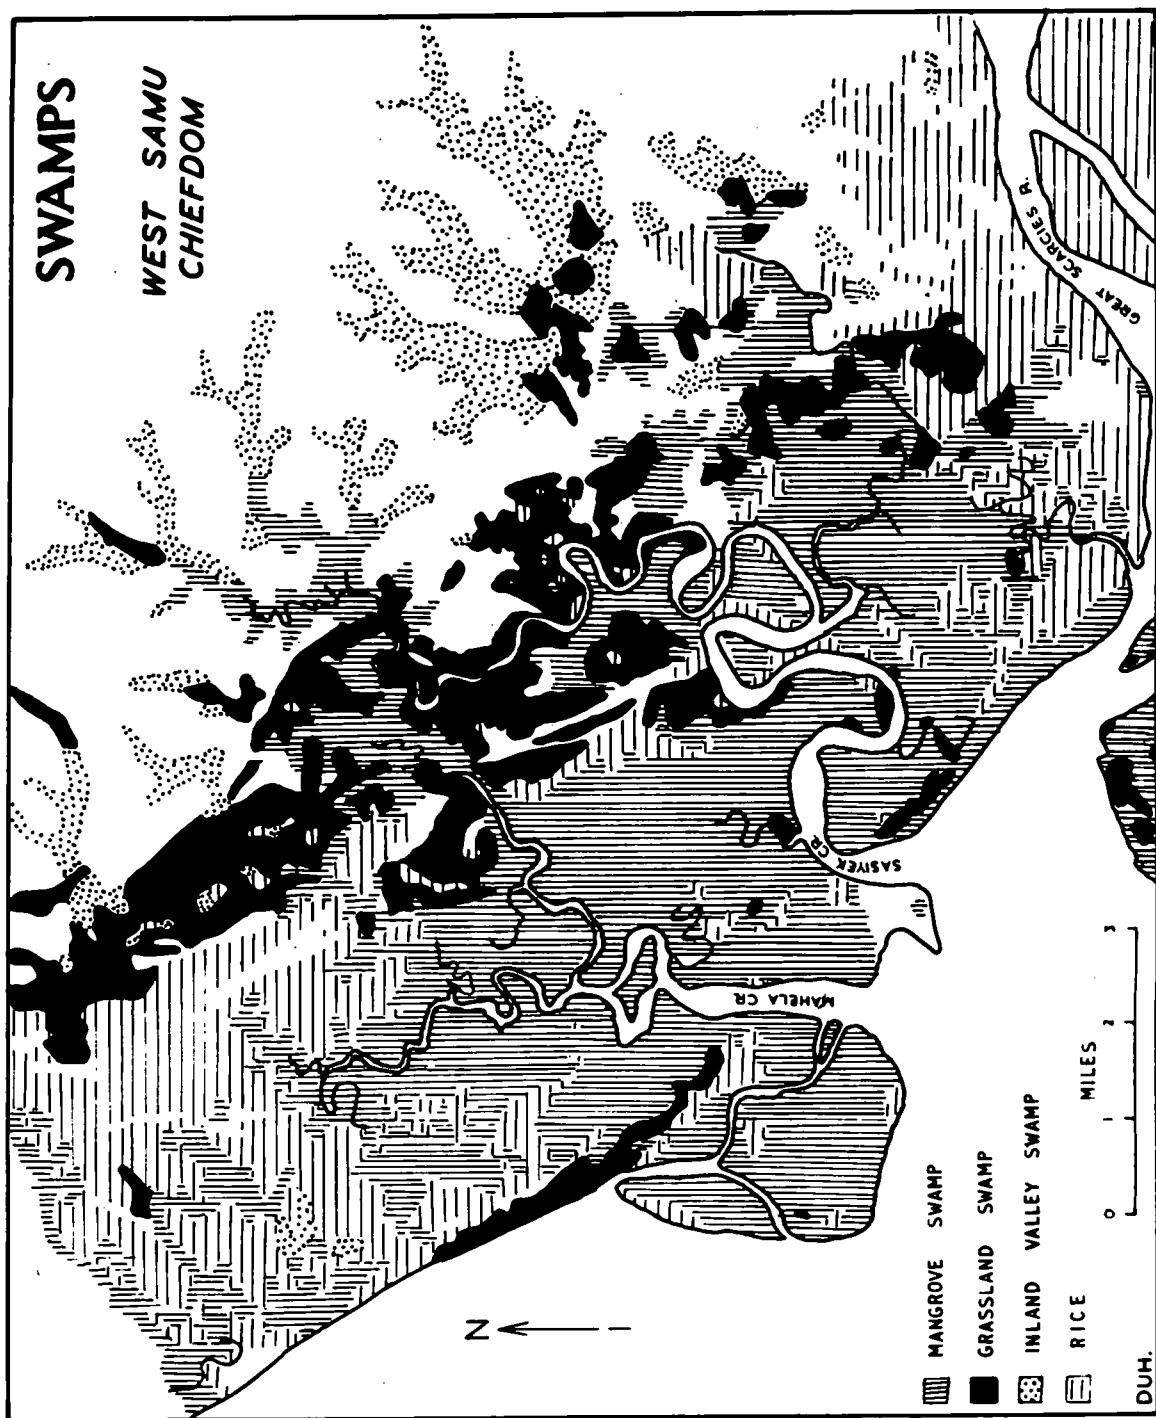 SWAMPS
WEST SAMU
CHIEFDOM
GREAT SCARCIES R.
SASIYEK CR.
MAHELA CR.
N
MANGROVE SWAMP
GRASSLAND SWAMP
INLAND VALLEY SWAMP
RICE
0 1 2 3
MILES
DUH.